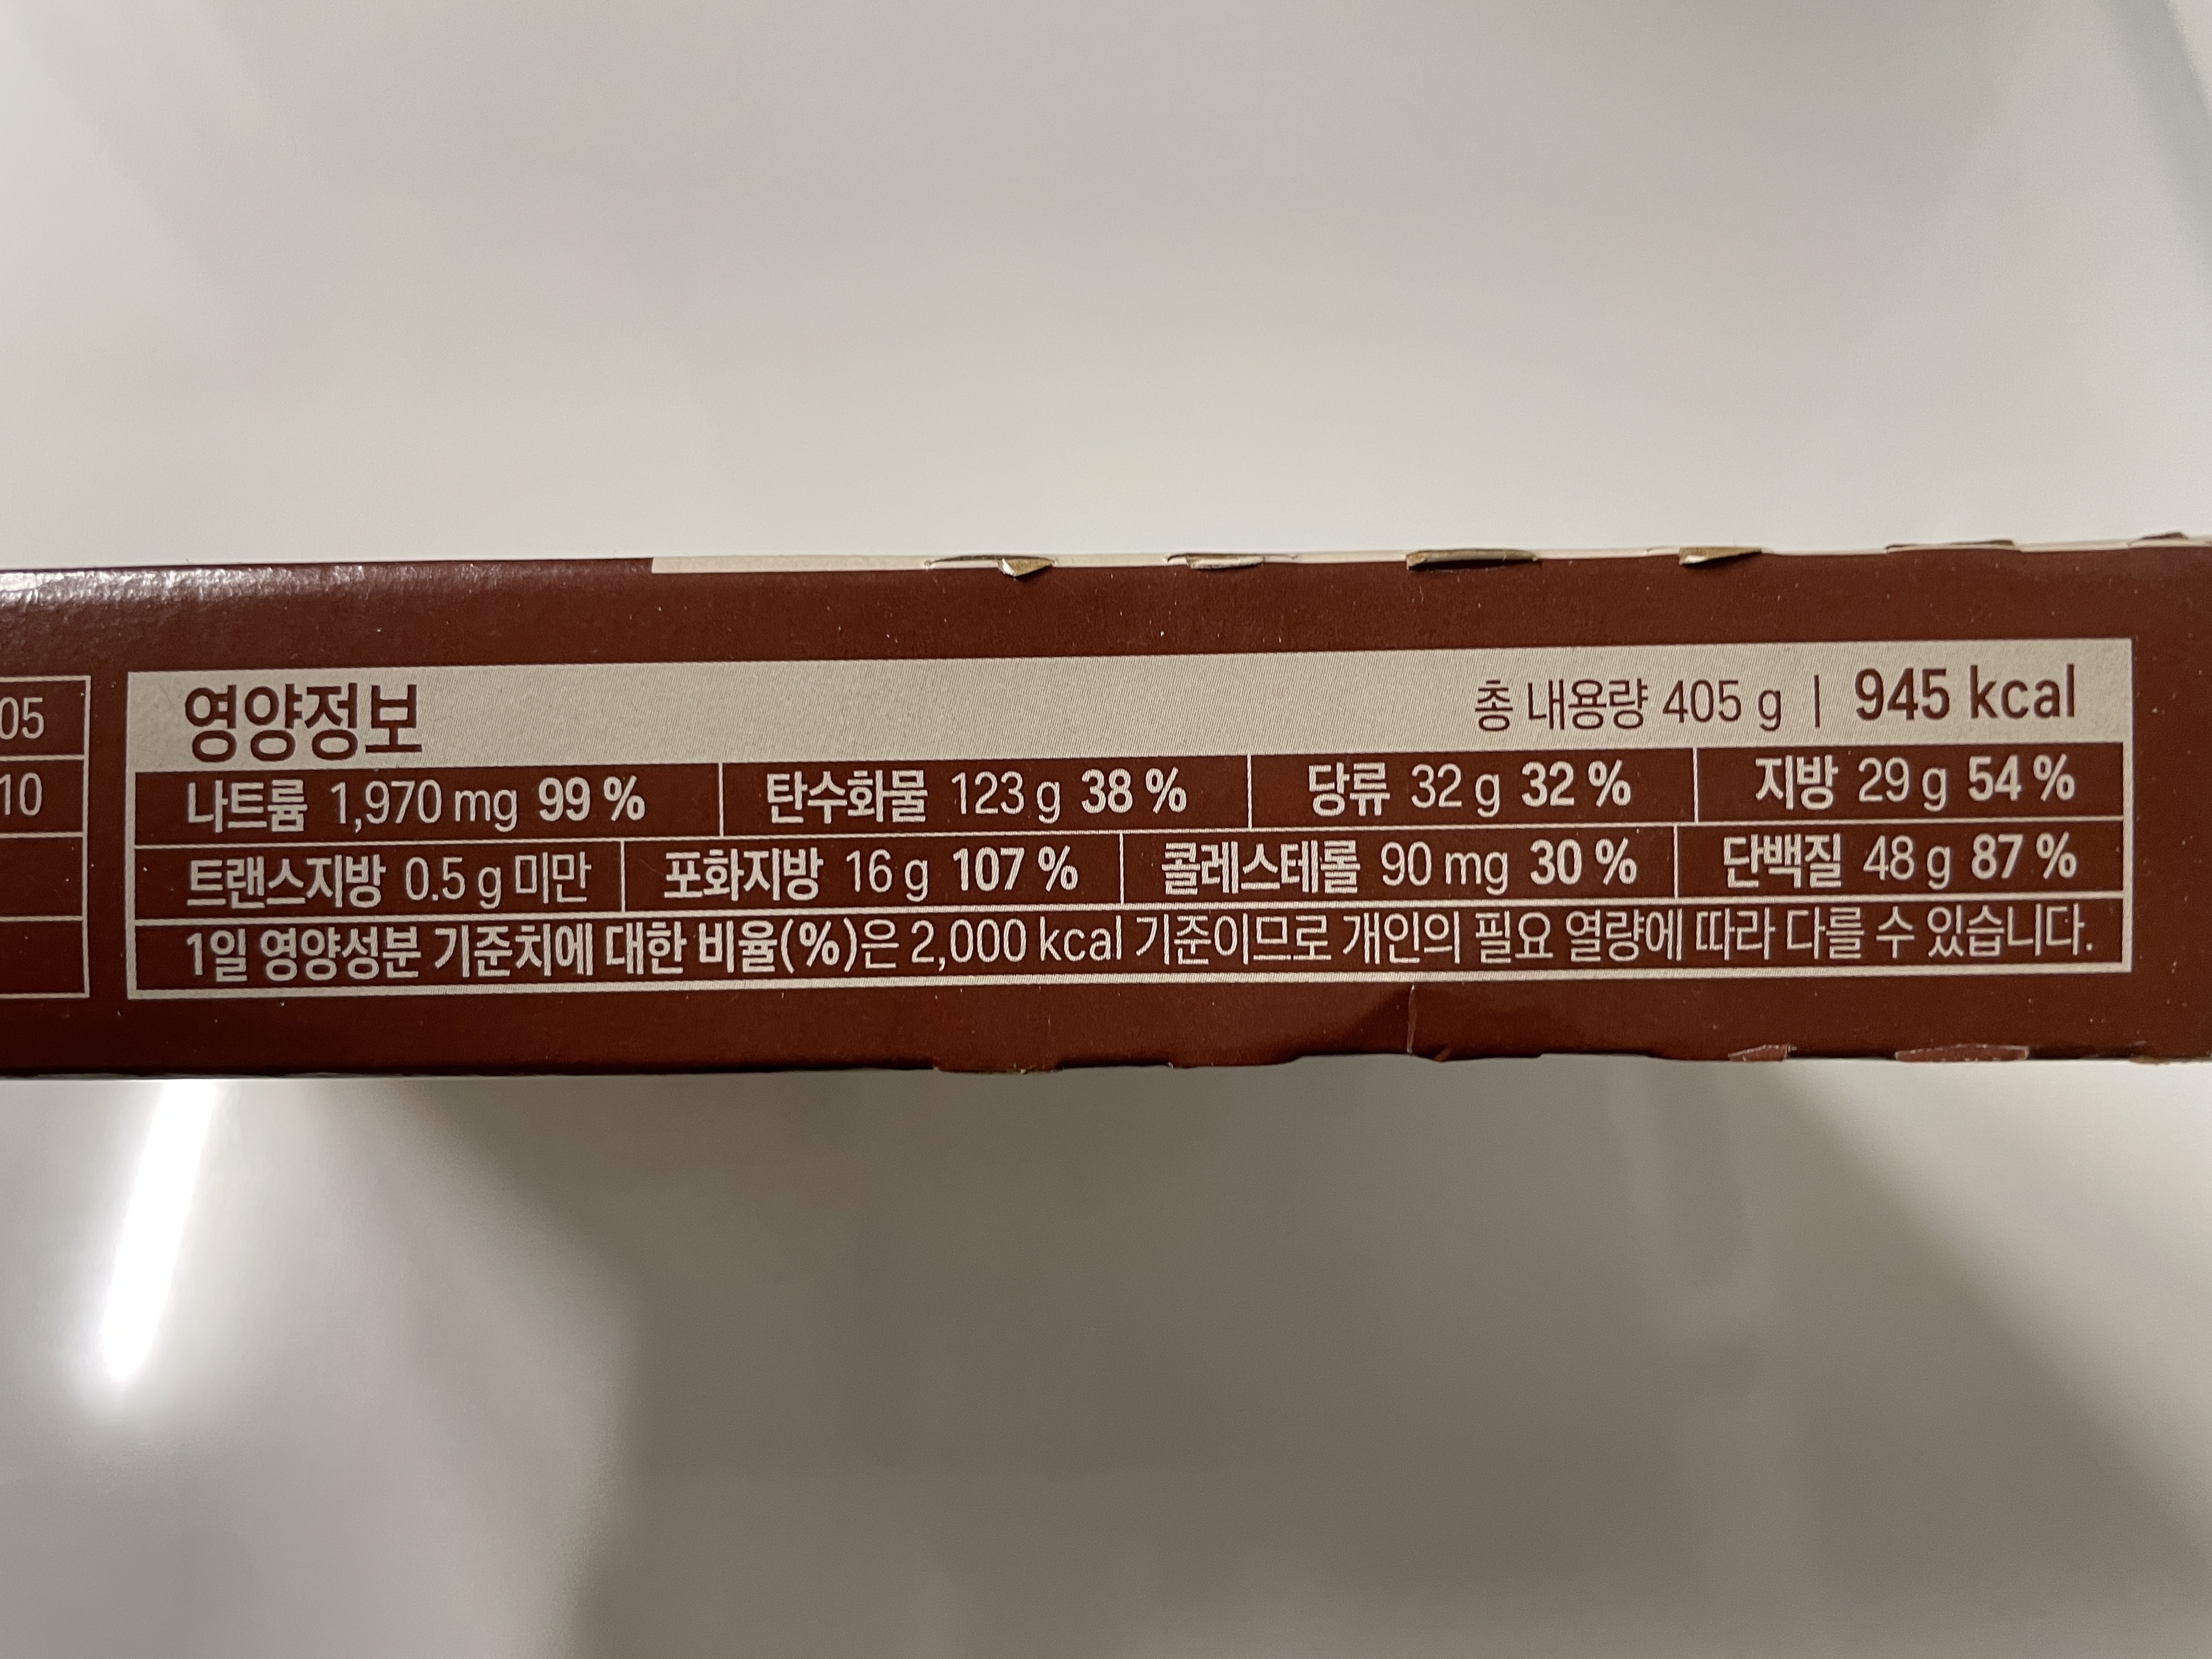 05
10
영양정보 총 내용량 405 g | 945 kcal
나트륨 1,970 mg 99 % 탄수화물 123 g 38 % 당류 32 g 32 % 지방 29 g 54 %
트랜스지방 0.5 g 미만 포화지방 16 g 107 % 콜레스테롤 90 mg 30 % 단백질 48 g 87 %
1일 영양성분 기준치에 대한 비율(%)은 2,000 kcal 기준이므로 개인의 필요 열량에 따라 다를 수 있습니다.